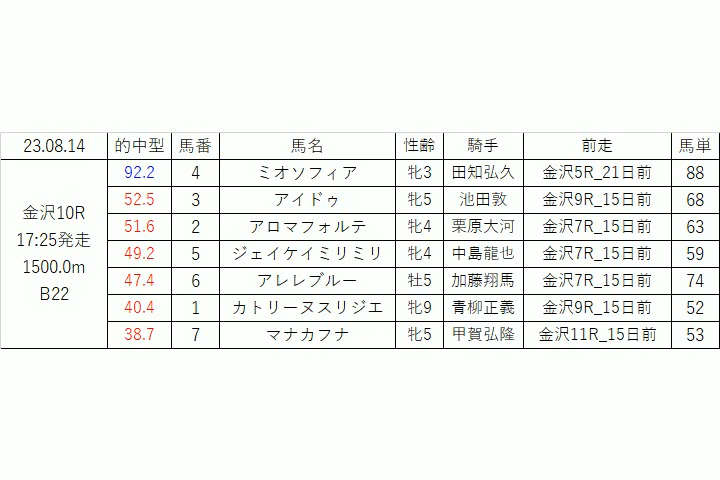 23.08.14 的中型 馬番 馬名 性齢 騎手 前走 馬単
金沢10R
17:25発走
1500.0m
B22
92.2 4 ミオソフィア 牝3 田知弘久 金沢5R_21日前 88
52.5 3 アイドゥ 牝5 池田敦 金沢9R_15日前 68
51.6 2 アロマフォルテ 牝4 栗原大河 金沢7R_15日前 63
49.2 5 ジェイケイミリミリ 牝4 中島龍也 金沢7R_15日前 59
47.4 6 アレレブルー 牡5 加藤翔馬 金沢7R_15日前 74
40.4 1 カトリーヌスリジエ 牝9 青柳正義 金沢9R_15日前 52
38.7 7 マナカフナ 牝5 甲賀弘隆 金沢11R_15日前 53